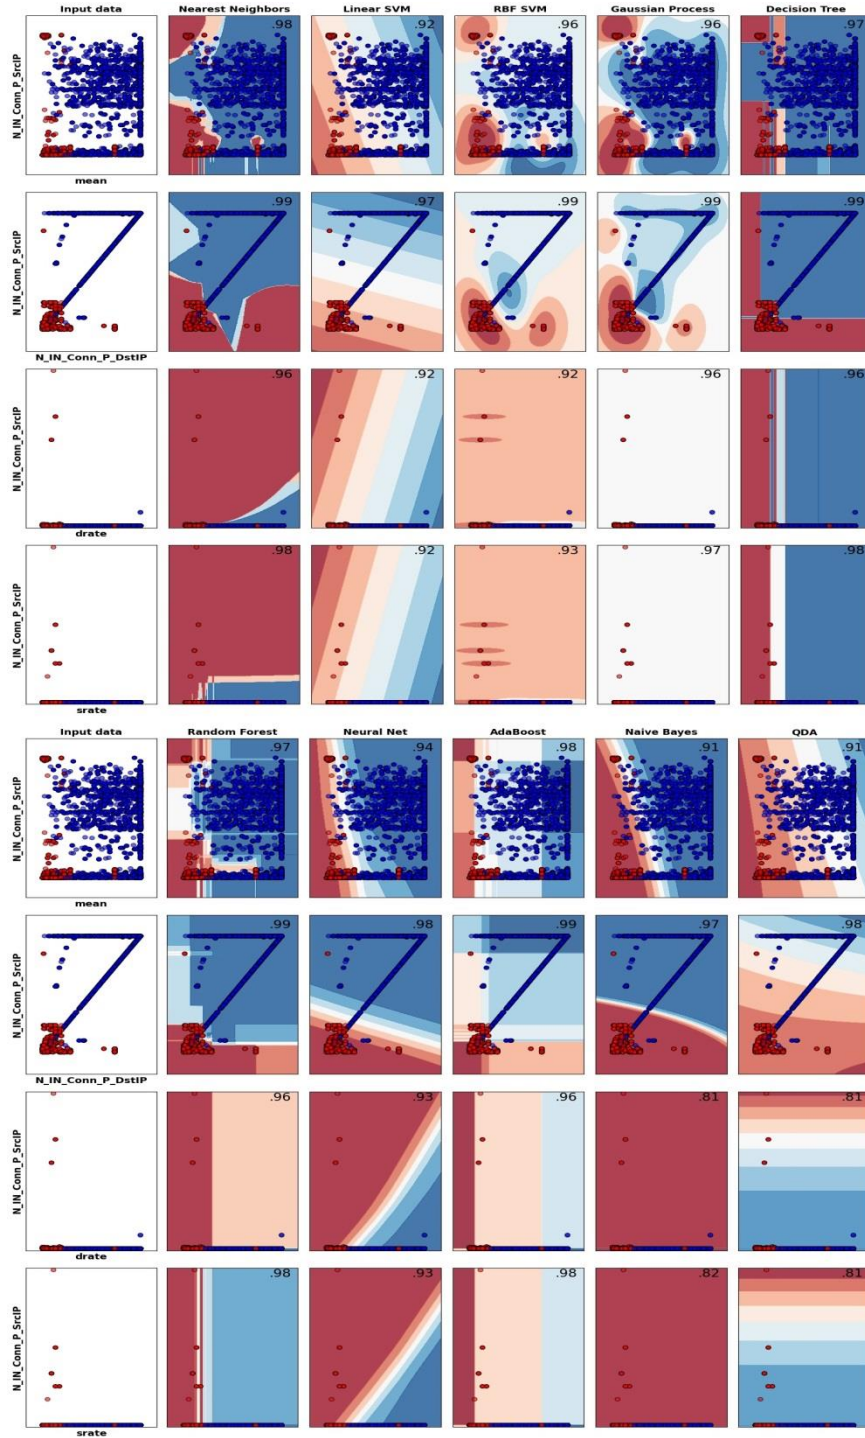 Input data Nearest Neighbors Linear SVM RBF SVM Gaussian Process Decision Tree
N_IN_Conn_P_SrcIP .98 .92 .96 .96 .97
mean
N_IN_Conn_P_SrcIP .99 .97 .99 .99 .99
N_IN_Conn_P_DstIP
N_IN_Conn_P_SrcIP .96 .92 .92 .96 .96
drate
N_IN_Conn_P_SrcIP .98 .92 .93 .97 .98
srate
Input data Random Forest Neural Net AdaBoost Naive Bayes QDA
N_IN_Conn_P_SrcIP .97 .94 .98 .91 .91
mean
N_IN_Conn_P_SrcIP .99 .98 .99 .97 .98
N_IN_Conn_P_DstIP
N_IN_Conn_P_SrcIP .96 .93 .96 .81 .81
drate
N_IN_Conn_P_SrcIP .98 .93 .98 .82 .81
srate